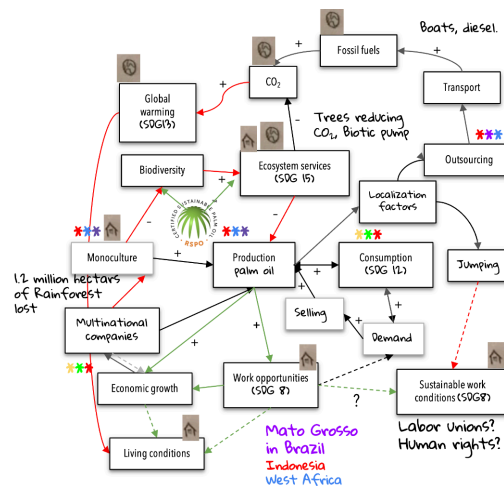 Boats, diesel.
Fossil fuels
+
+
CO₂
+
Transport
Global
warming
(SDG13)
-
Trees reducing
CO₂, Biotic pump
Outsourcing
Biodiversity
+
Ecosystem services
(SDG 15)
+
Localization
factors
CERTIFIED SUSTAINABLE PALM OIL
RSPO
-
-
+
Monoculture
+
Production
palm oil
+
Consumption
(SDG 12)
Jumping
1.2 million hectars
of Rainforest
lost
+
Selling
+
Multinational
companies
+
+
+
Demand
+
Economic growth
Work opportunities
(SDG 8)
?
Sustainable work
conditions (SDG8)
Living conditions
Mato Grosso
in Brazil
Indonesia
West Africa
Labor Unions?
Human rights?